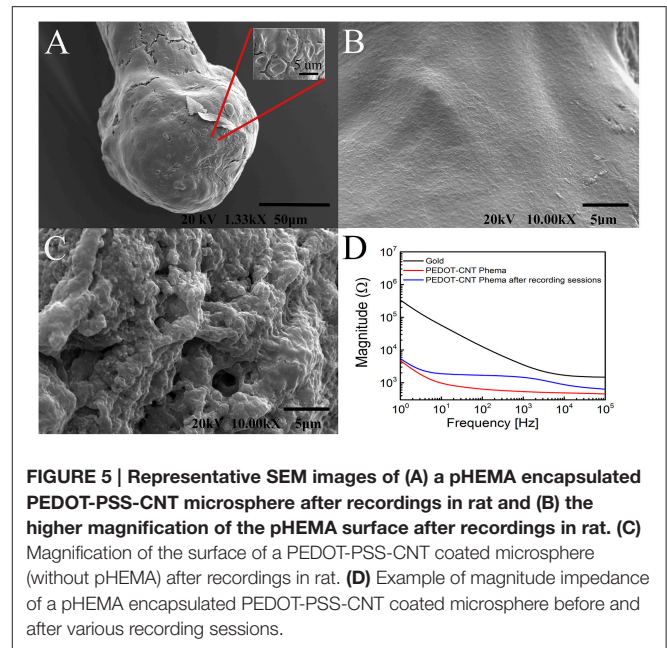 A
5 um
20 kV 1.33kX 50µm
B
20kV 10.00kX 5µm
C
20kV 10.00kX 5µm
D
Gold
PEDOT-CNT Phema
PEDOT-CNT Phema after recording sessions
Magnitude (Ω)
10⁷
10⁶
10⁵
10⁴
10³
10⁰ 10¹ 10² 10³ 10⁴ 10⁵
Frequency [Hz]
FIGURE 5 | Representative SEM images of (A) a pHEMA encapsulated
PEDOT-PSS-CNT microsphere after recordings in rat and (B) the
higher magnification of the pHEMA surface after recordings in rat. (C)
Magnification of the surface of a PEDOT-PSS-CNT coated microsphere
(without pHEMA) after recordings in rat. (D) Example of magnitude impedance
of a pHEMA encapsulated PEDOT-PSS-CNT coated microsphere before and
after various recording sessions.